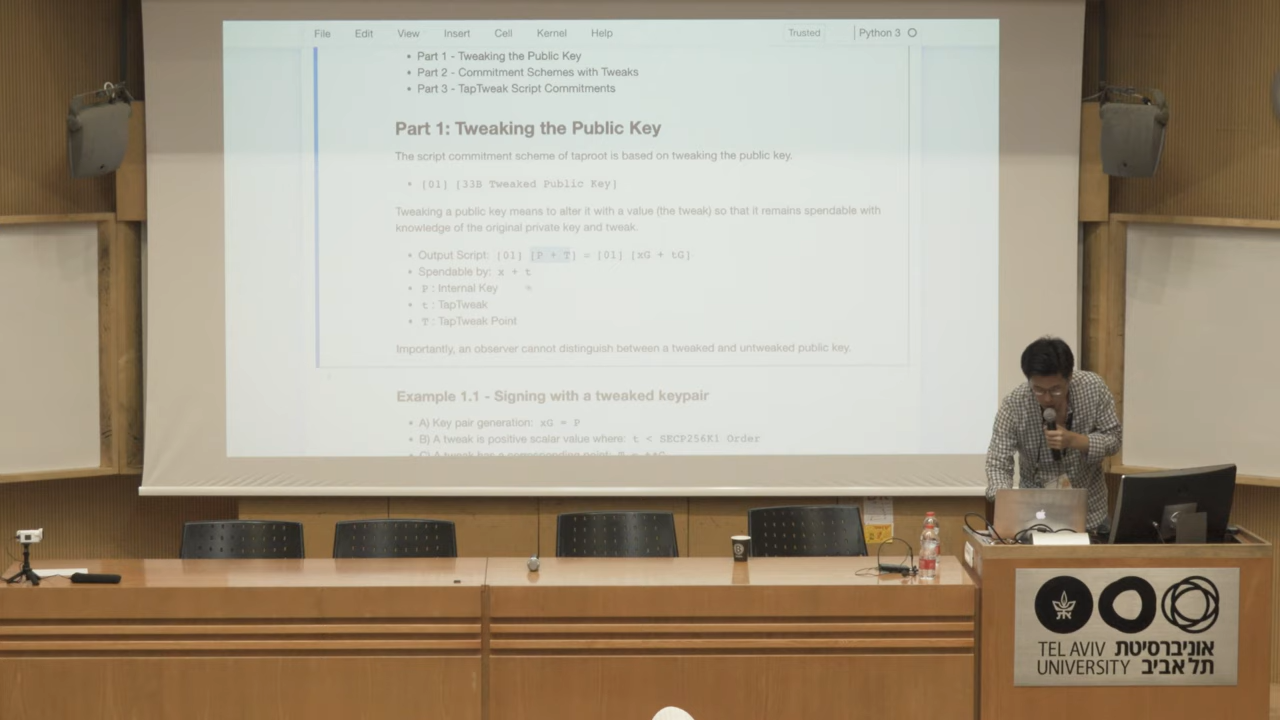 File Edit View Insert Cell Kernel Help Trusted Python 3
• Part 1 - Tweaking the Public Key
• Part 2 - Commitment Schemes with Tweaks
• Part 3 - TapTweak Script Commitments
Part 1: Tweaking the Public Key
The script commitment scheme of taproot is based on tweaking the public key.
• [01] [33B Tweaked Public Key]
Tweaking a public key means to alter it with a value (the tweak) so that it remains spendable with
knowledge of the original private key and tweak.
• Output Script: [01] [P + T] = [01] [xG + tG]
• Spendable by: x + t
• P : Internal Key
• t : TapTweak
• T : TapTweak Point
Importantly, an observer cannot distinguish between a tweaked and untweaked public key.
Example 1.1 - Signing with a tweaked keypair
• A) Key pair generation: xG = P
• B) A tweak is positive scalar value where: t < SECP256K1 Order
TEL AVIV אוניברסיטת
UNIVERSITY תל אביב